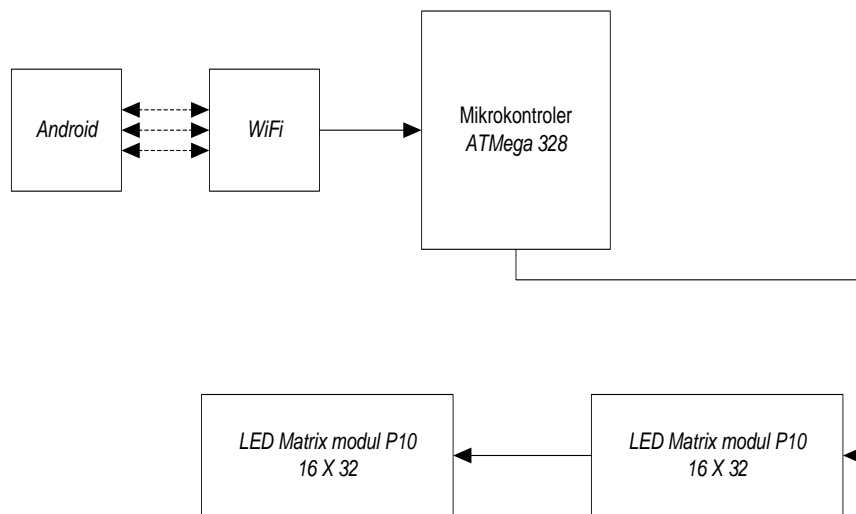 Android
WiFi
Mikrokontroler
ATMega 328
LED Matrix modul P10
16 X 32
LED Matrix modul P10
16 X 32